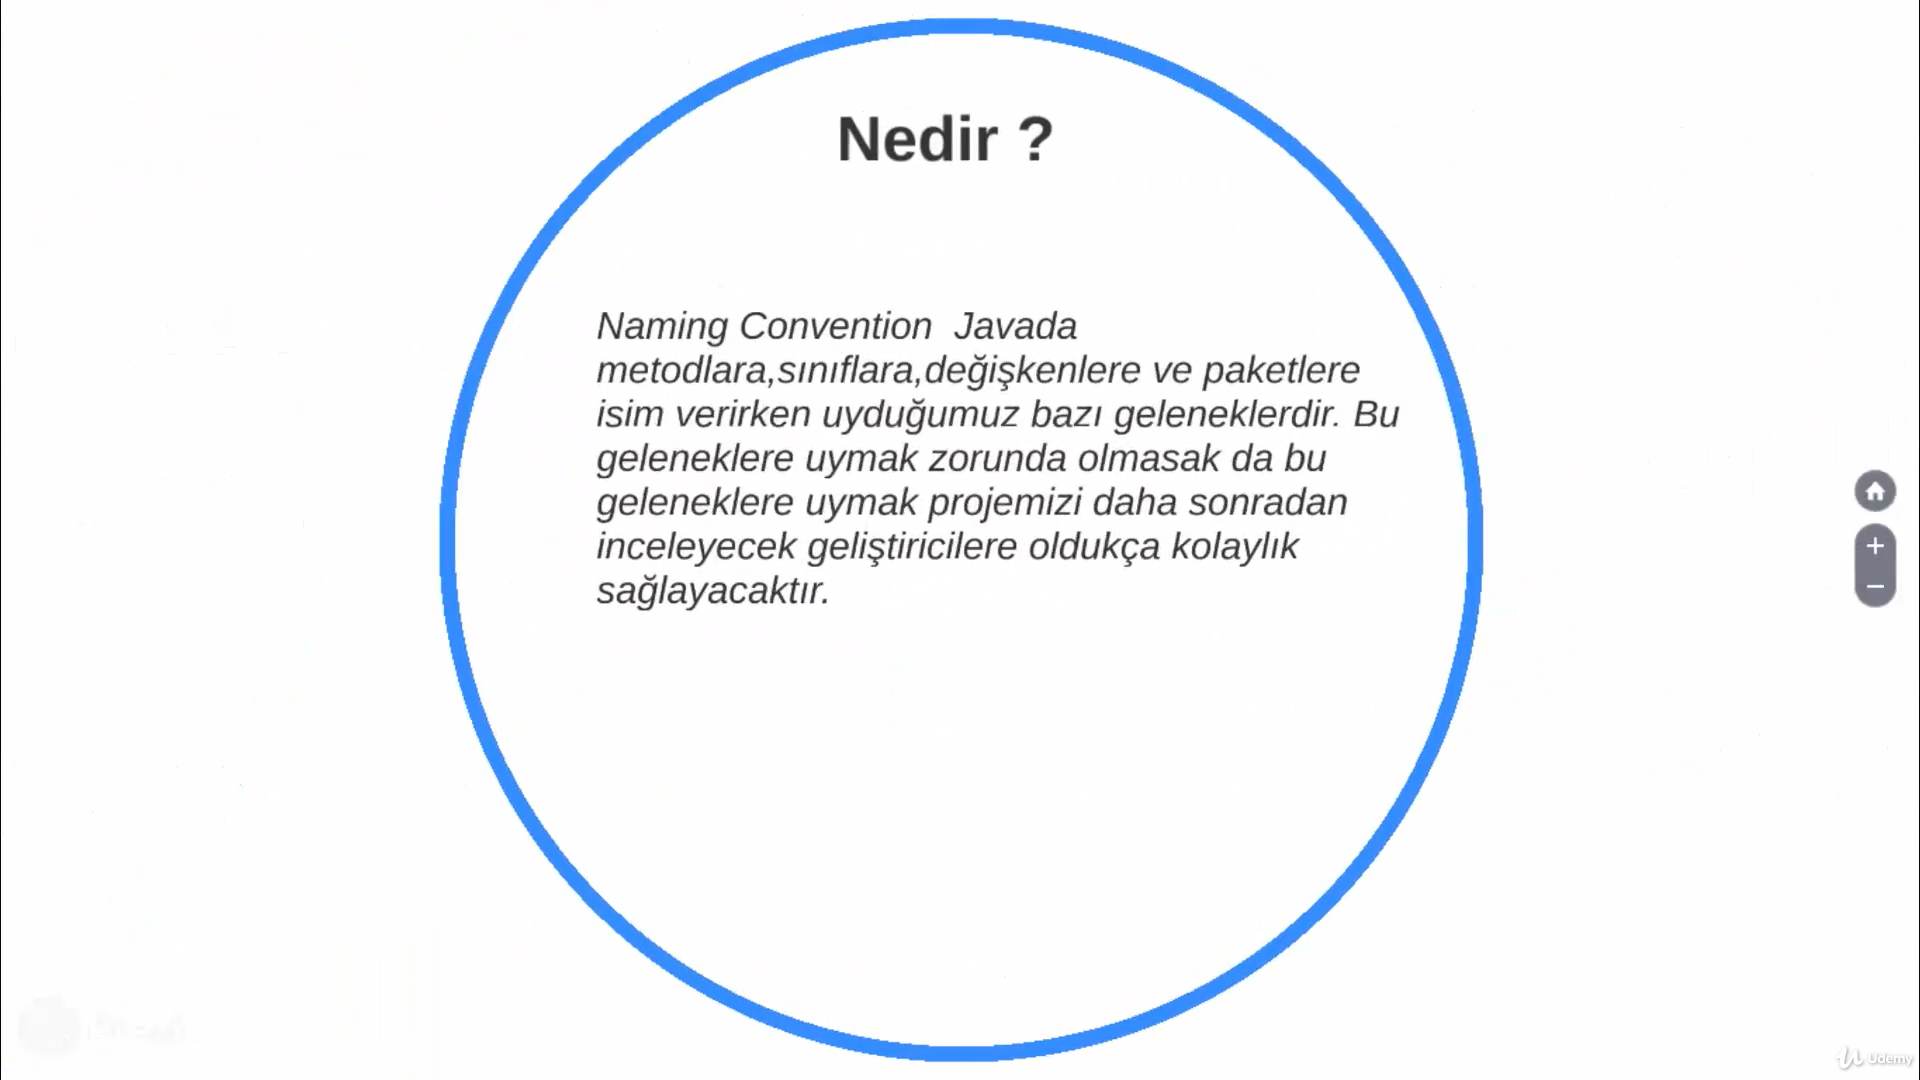 Nedir ?
Naming Convention  Javada
metodlara,sınıflara,değişkenlere ve paketlere
isim verirken uyduğumuz bazı geleneklerdir. Bu
geleneklere uymak zorunda olmasak da bu
geleneklere uymak projemizi daha sonradan
inceleyecek geliştiricilere oldukça kolaylık
sağlayacaktır.
Udemy